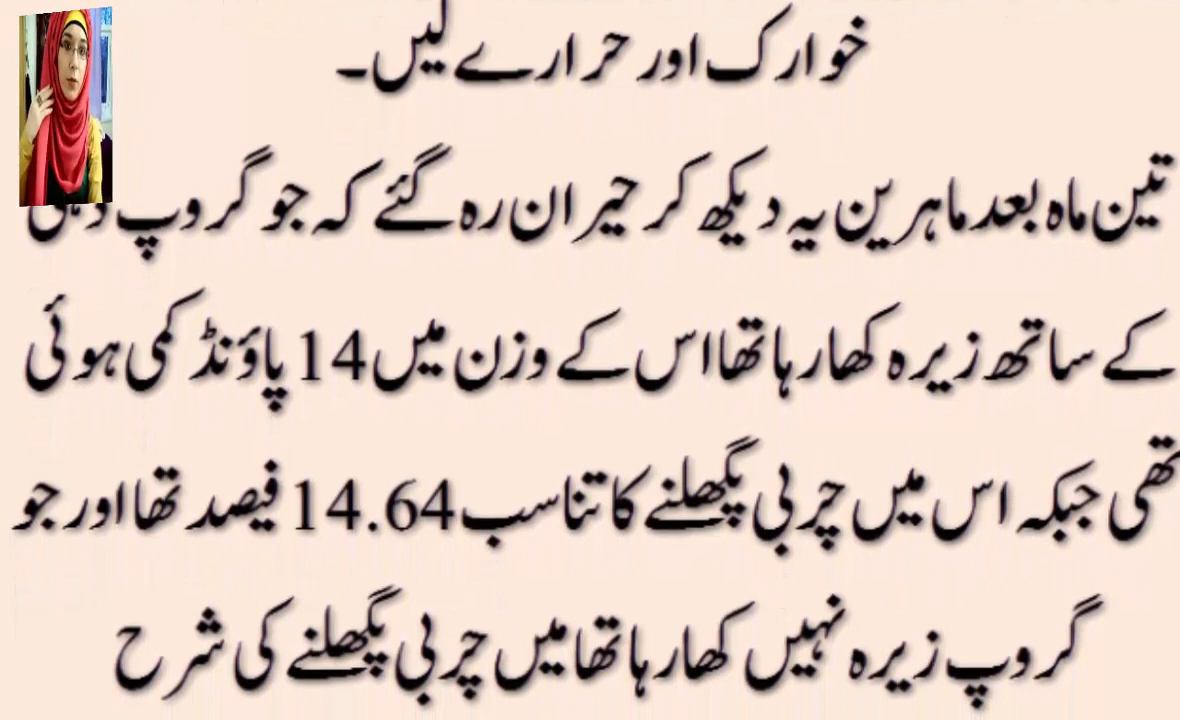 خوارک اور حرارے لیں۔
تین ماہ بعد ماہرین یہ دیکھ کر حیران رہ گئے کہ جو گروپ دہی
کے ساتھ زیرہ کھا رہا تھا اس کے وزن میں 14 پاؤنڈ کمی ہوئی
تھی جبکہ اس میں چربی پگھلنے کا تناسب 14.64 فیصد تھا اور جو
گروپ زیرہ نہیں کھا رہا تھا میں چربی پگھلنے کی شرح